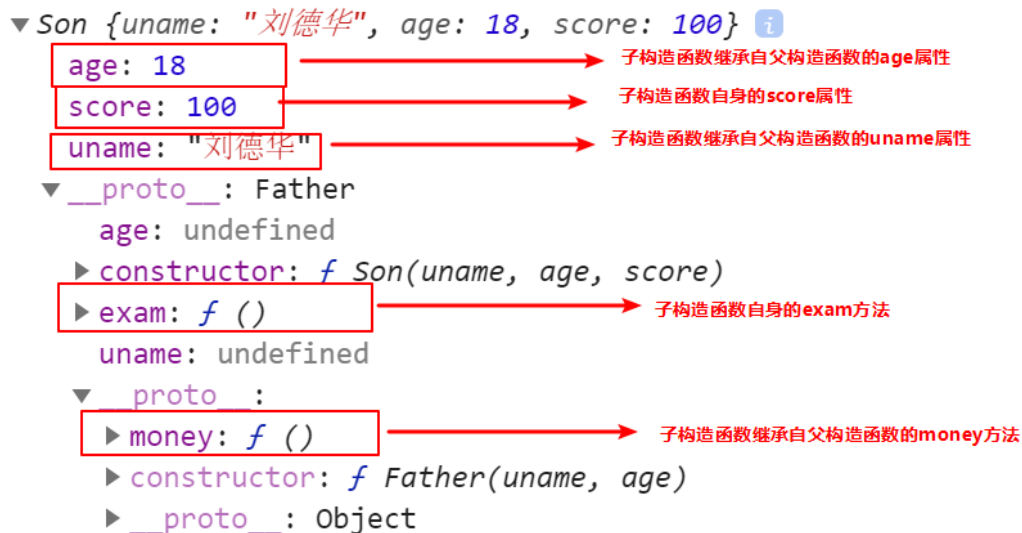 ▼Son {uname: "刘德华", age: 18, score: 100} i
age: 18 子构造函数继承自父构造函数的age属性
score: 100 子构造函数自身的score属性
uname: "刘德华" 子构造函数继承自父构造函数的uname属性
▼__proto__: Father
age: undefined
▶constructor: ƒ Son(uname, age, score)
▶exam: ƒ () 子构造函数自身的exam方法
uname: undefined
▼__proto__:
▶money: ƒ () 子构造函数继承自父构造函数的money方法
▶constructor: ƒ Father(uname, age)
▶__proto__: Object